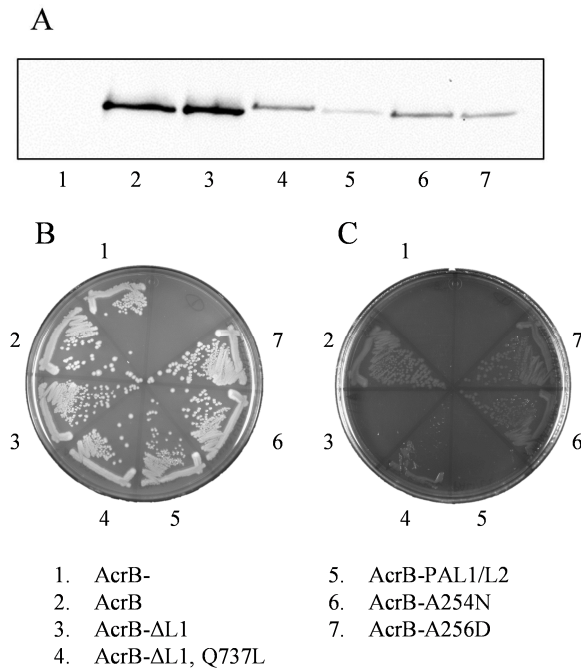 A
1 2 3 4 5 6 7
B
C
1
1
2
7
2
7
3
6
3
6
4
5
4
5
1. AcrB-
2. AcrB
3. AcrB-ΔL1
4. AcrB-ΔL1, Q737L
5. AcrB-PAL1/L2
6. AcrB-A254N
7. AcrB-A256D